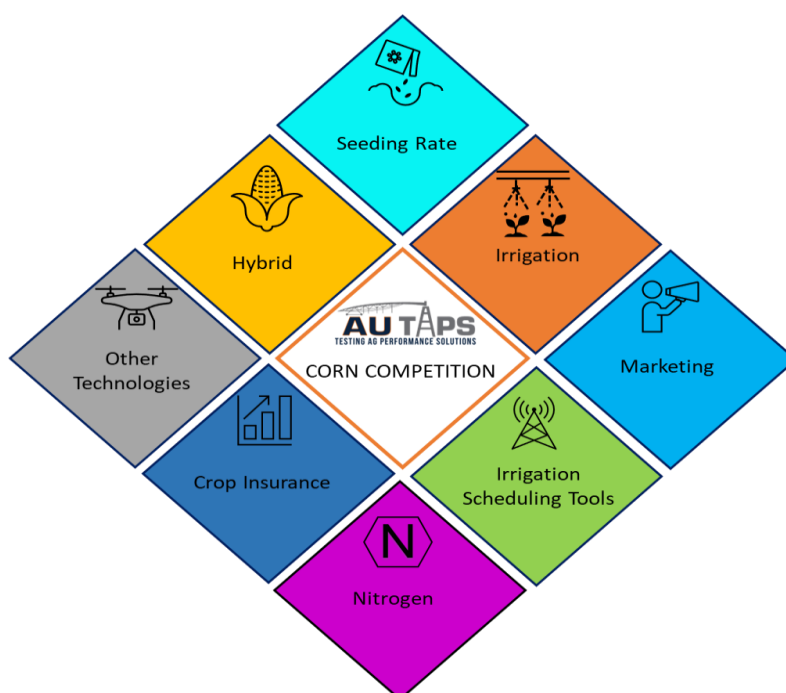 Seeding Rate
Hybrid
Irrigation
Other
Technologies
AU TAPS
TESTING AG PERFORMANCE SOLUTIONS
CORN COMPETITION
Marketing
Crop Insurance
Irrigation
Scheduling Tools
N
Nitrogen